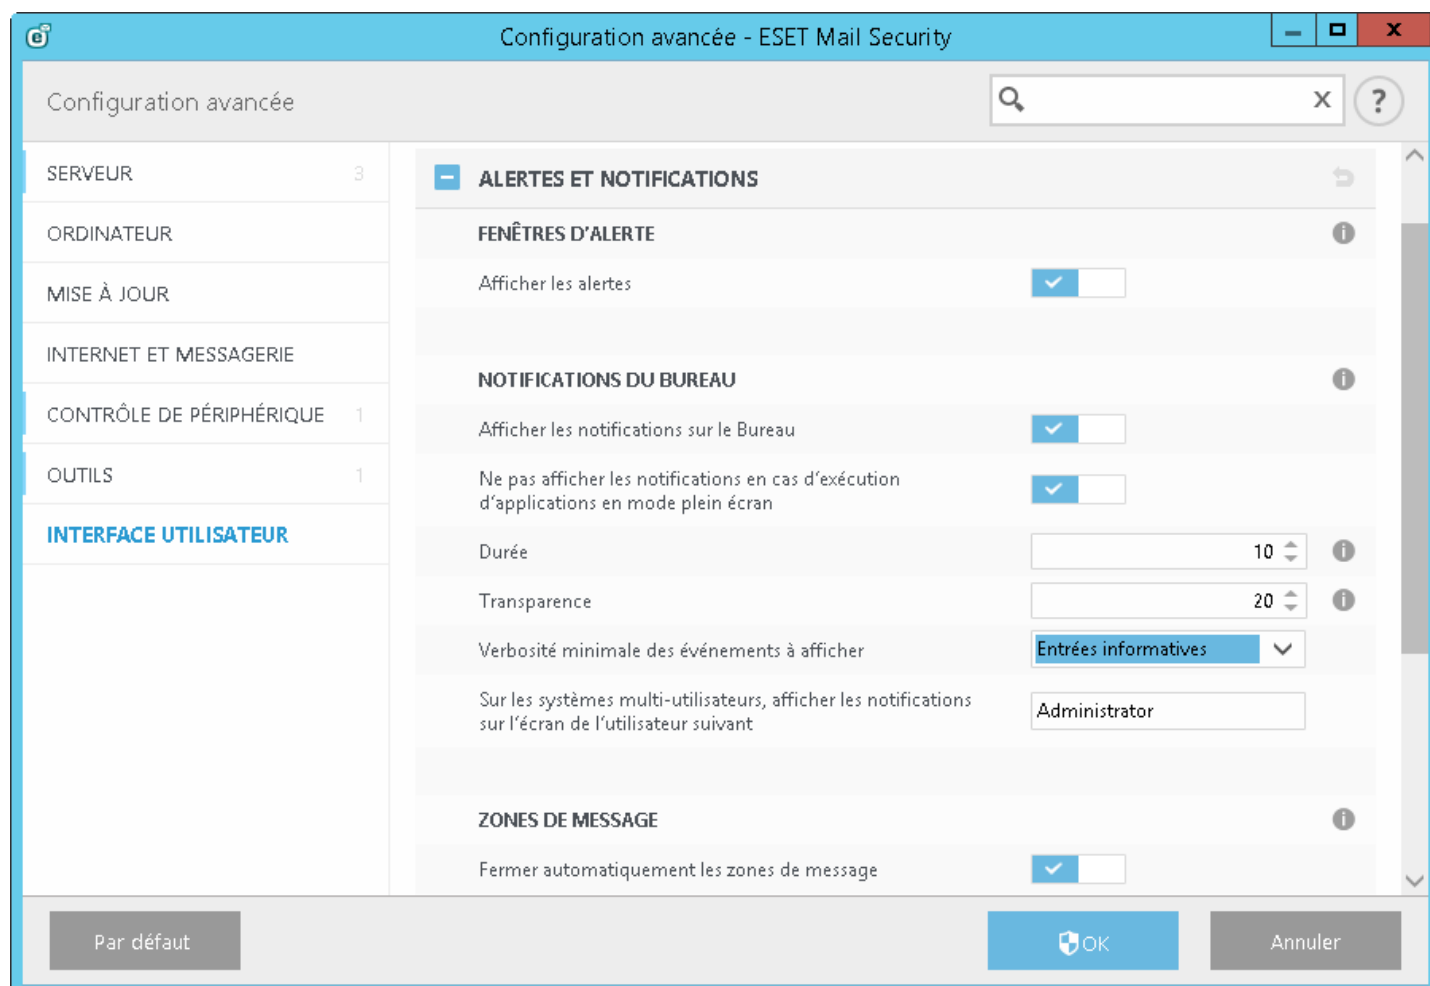 Configuration avancée - ESET Mail Security
Configuration avancée
SERVEUR 3
ORDINATEUR
MISE À JOUR
INTERNET ET MESSAGERIE
CONTRÔLE DE PÉRIPHÉRIQUE 1
OUTILS 1
INTERFACE UTILISATEUR
ALERTES ET NOTIFICATIONS
FENÊTRES D'ALERTE
Afficher les alertes
NOTIFICATIONS DU BUREAU
Afficher les notifications sur le Bureau
Ne pas afficher les notifications en cas d'exécution
d'applications en mode plein écran
Durée 10
Transparence 20
Verbosité minimale des événements à afficher Entrées informatives
Sur les systèmes multi-utilisateurs, afficher les notifications
sur l'écran de l'utilisateur suivant
Administrator
ZONES DE MESSAGE
Fermer automatiquement les zones de message
Par défaut
OK
Annuler